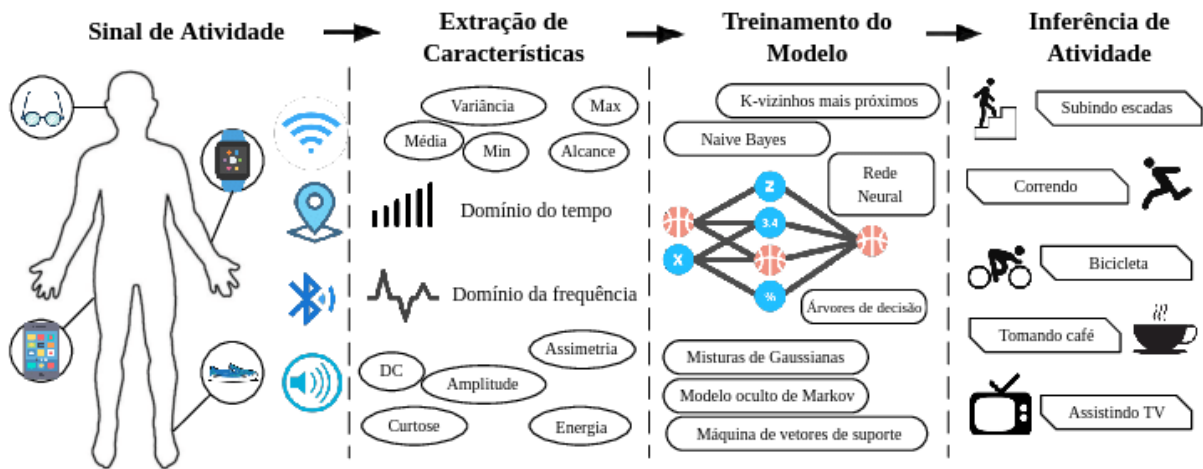 Sinal de Atividade
Extração de
Características
Treinamento do
Modelo
Inferência de
Atividade
Variância
Max
Média
Min
Alcance
Domínio do tempo
Domínio da frequência
Assimetria
DC
Amplitude
Curtose
Energia
K-vizinhos mais próximos
Naive Bayes
Rede
Neural
Z
3.4
X
%
Árvores de decisão
Misturas de Gaussianas
Modelo oculto de Markov
Máquina de vetores de suporte
Subindo escadas
Correndo
Bicicleta
Tomando café
Assistindo TV